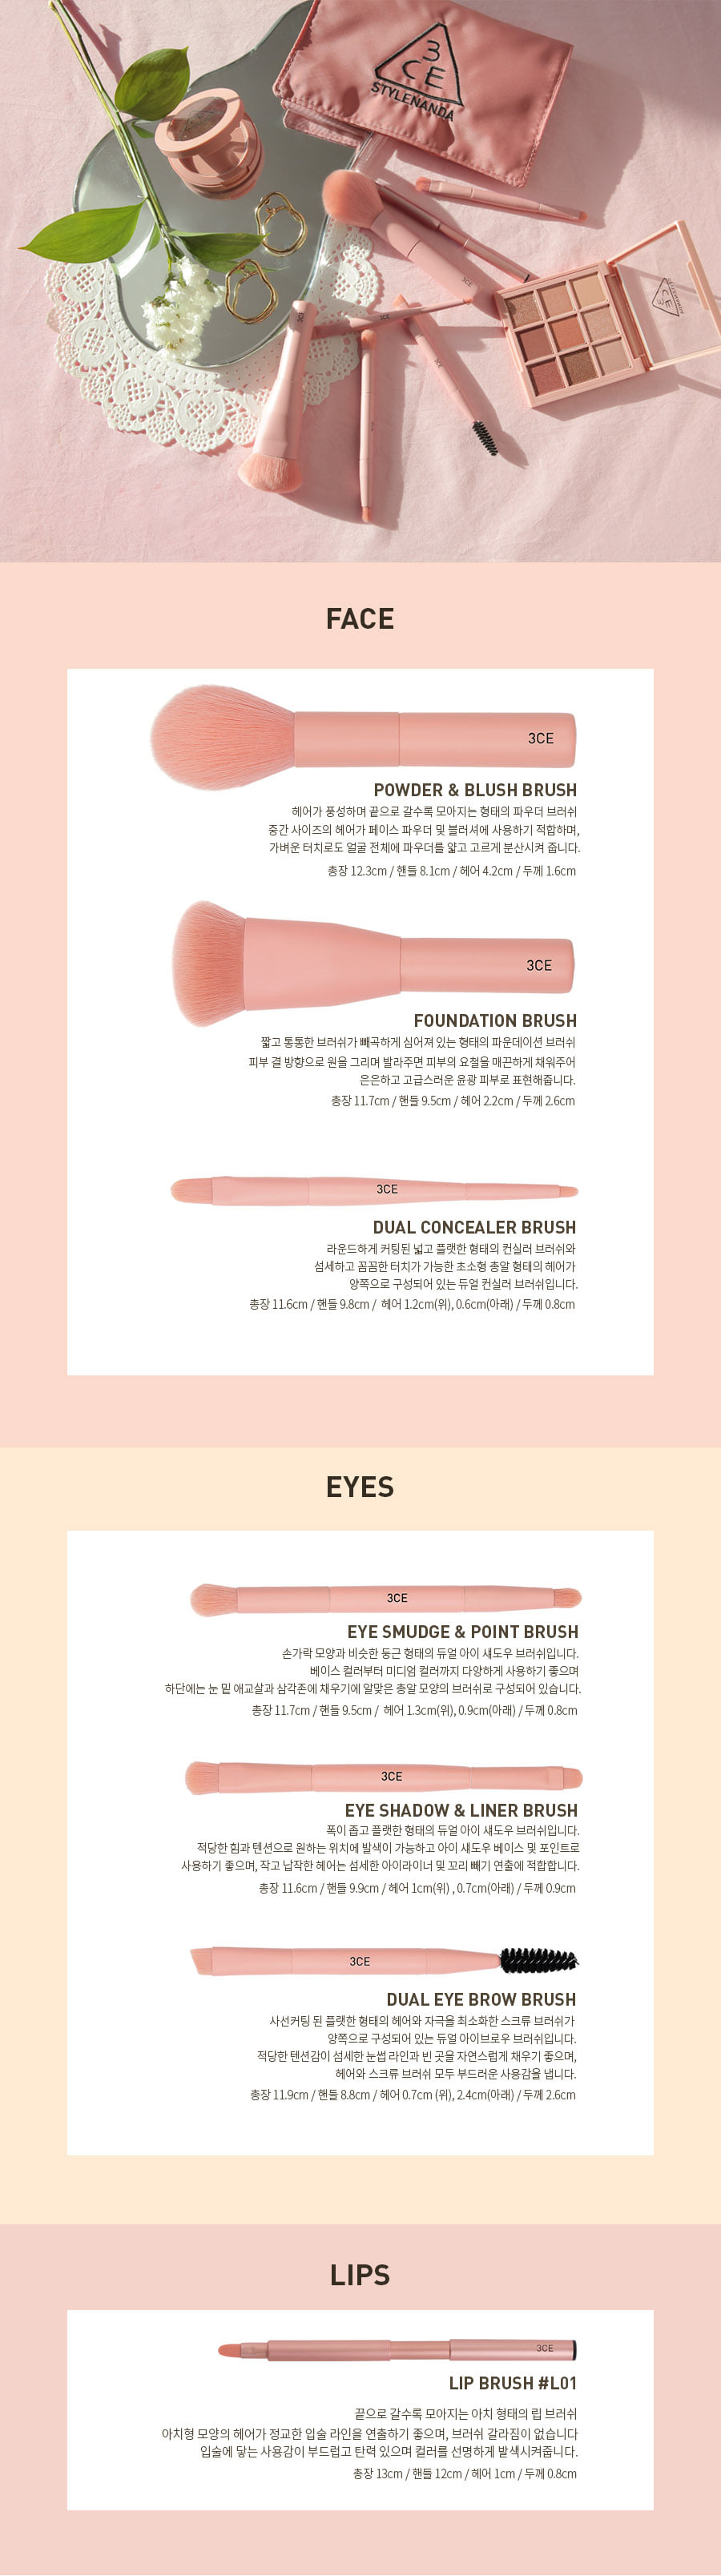 3CE
STYLENANDA
3CE
3CE
3CE
3CE
FACE
3CE
POWDER & BLUSH BRUSH
헤어가 풍성하며 끝으로 갈수록 모아지는 형태의 파우더 브러쉬
중간 사이즈의 헤어가 페이스 파우더 및 블러셔에 사용하기 적합하며,
가벼운 터치로도 얼굴 전체에 파우더를 얇고 고르게 분산시켜 줍니다.
총장 12.3cm / 핸들 8.1cm / 헤어 4.2cm / 두께 1.6cm
3CE
FOUNDATION BRUSH
짧고 통통한 브러쉬가 빼곡하게 심어져 있는 형태의 파운데이션 브러쉬
피부 결 방향으로 원을 그리며 발라주면 피부의 요철을 매끈하게 채워주어
은은하고 고급스러운 윤광 피부로 표현해줍니다.
총장 11.7cm / 핸들 9.5cm / 헤어 2.2cm / 두께 2.6cm
3CE
DUAL CONCEALER BRUSH
라운드하게 커팅된 넓고 플랫한 형태의 컨실러 브러쉬와
섬세하고 꼼꼼한 터치가 가능한 초소형 총알 형태의 헤어가
양쪽으로 구성되어 있는 듀얼 컨실러 브러쉬입니다.
총장 11.6cm / 핸들 9.8cm / 헤어 1.2cm(위), 0.6cm(아래) / 두께 0.8cm
EYES
3CE
EYE SMUDGE & POINT BRUSH
손가락 모양과 비슷한 둥근 형태의 듀얼 아이 섀도우 브러쉬입니다.
베이스 컬러부터 미디엄 컬러까지 다양하게 사용하기 좋으며
하단에는 눈 밑 애교살과 삼각존에 채우기에 알맞은 총알 모양의 브러쉬로 구성되어 있습니다.
총장 11.7cm / 핸들 9.5cm / 헤어 1.3cm(위), 0.9cm(아래) / 두께 0.8cm
3CE
EYE SHADOW & LINER BRUSH
폭이 좁고 플랫한 형태의 듀얼 아이 섀도우 브러쉬입니다.
적당한 힘과 텐션으로 원하는 위치에 발색이 가능하고 아이 섀도우 베이스 및 포인트로
사용하기 좋으며, 작고 납작한 헤어는 섬세한 아이라이너 및 꼬리 빼기 연출에 적합합니다.
총장 11.6cm / 핸들 9.9cm / 헤어 1cm(위) , 0.7cm(아래) / 두께 0.9cm
3CE
DUAL EYE BROW BRUSH
사선커팅 된 플랫한 형태의 헤어와 자극을 최소화한 스크류 브러쉬가
양쪽으로 구성되어 있는 듀얼 아이브로우 브러쉬입니다.
적당한 텐션감이 섬세한 눈썹 라인과 빈 곳을 자연스럽게 채우기 좋으며,
헤어와 스크류 브러쉬 모두 부드러운 사용감을 냅니다.
총장 11.9cm / 핸들 8.8cm / 헤어 0.7cm (위), 2.4cm(아래) / 두께 2.6cm
LIPS
3CE
LIP BRUSH #L01
끝으로 갈수록 모아지는 아치 형태의 립 브러쉬
아치형 모양의 헤어가 정교한 입술 라인을 연출하기 좋으며, 브러쉬 갈라짐이 없습니다
입술에 닿는 사용감이 부드럽고 탄력 있으며 컬러를 선명하게 발색시켜줍니다.
총장 13cm / 핸들 12cm / 헤어 1cm / 두께 0.8cm